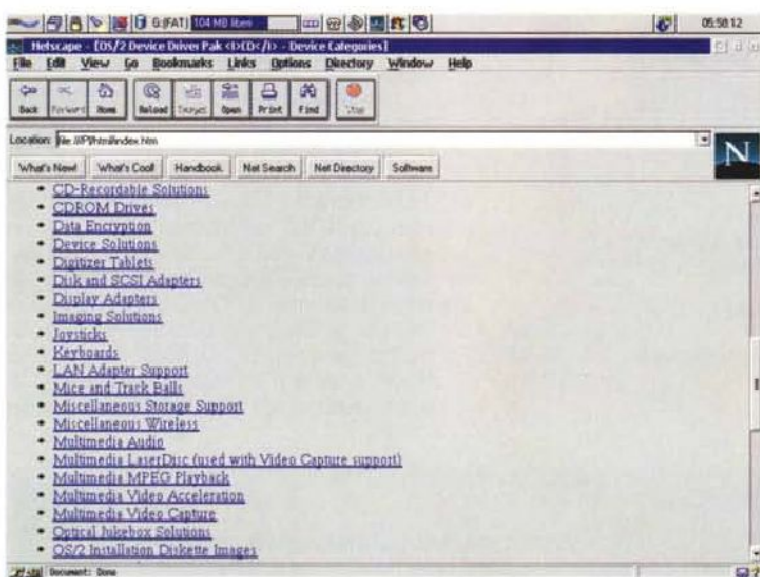 G:(FAT) 104 MB libero
05:58:12
Netscape - [OS/2 Device Driver Pak <I>CD</I> - Device Categories]
File Edit View Go Bookmarks Links Options Directory Window Help
Back Forward Home Reload Images Open Print Find Stop
Location:
What's New! What's Cool! Handbook Net Search Net Directory Software
N
• CD-Recordable Solutions
• CDROM Drives
• Data Encryption
• Device Solutions
• Digitizer Tablets
• Disk and SCSI Adapters
• Display Adapters
• Imaging Solutions
• Joysticks
• Keyboards
• LAN Adapter Support
• Mice and Track Balls
• Miscellaneous Storage Support
• Miscellaneous Wireless
• Multimedia Audio
• Multimedia LaserDisc (used with Video Capture support)
• Multimedia MPEG Playback
• Multimedia Video Acceleration
• Multimedia Video Capture
• Optical Jukebox Solutions
• OS/2 Installation Diskette Images
Document: Done